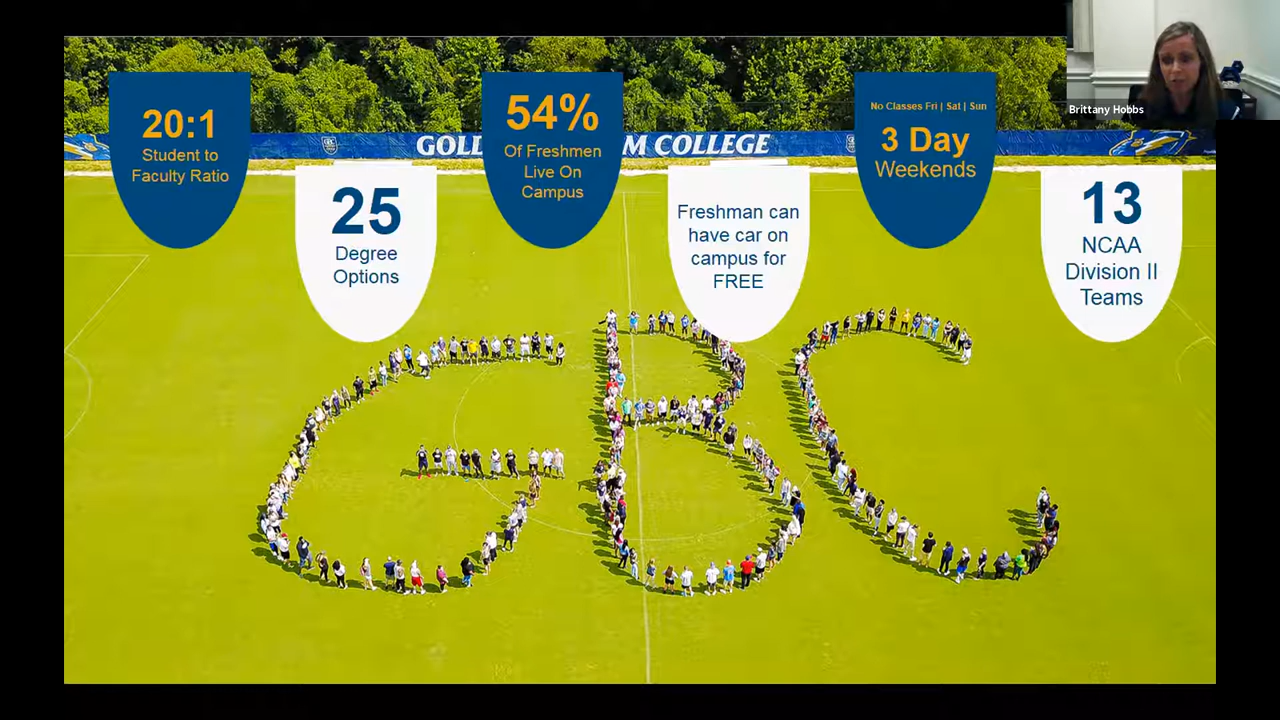 20:1
Student to
Faculty Ratio
25
Degree
Options
54%
Of Freshmen
Live On
Campus
Freshman can
have car on
campus for
FREE
No Classes Fri | Sat | Sun
3 Day
Weekends
13
NCAA
Division II
Teams
Brittany Hobbs
GOL
M COLLEGE
GBC